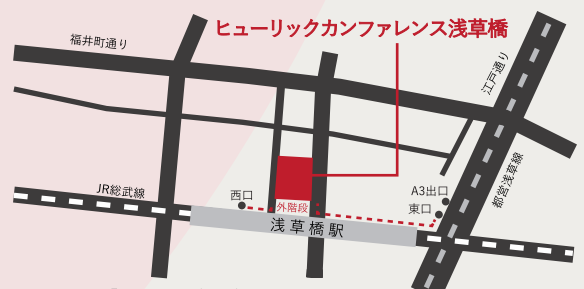 ヒューリックカンファレンス浅草橋
福井町通り
江戸通り
都営浅草線
JR総武線
西口
外階段
A3出口
東口
浅草橋駅